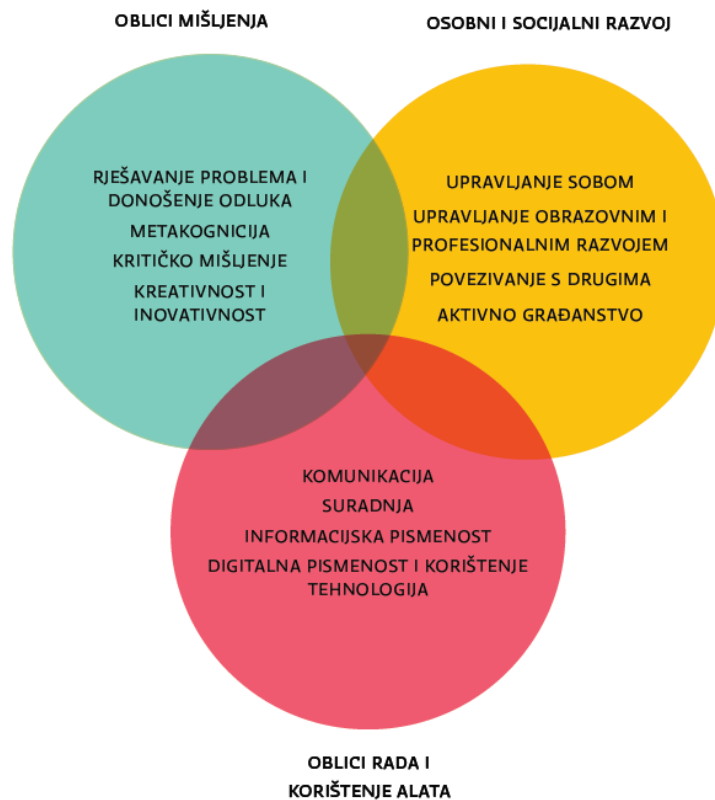 OBLICI MIŠLJENJA
OSOBNI I SOCIJALNI RAZVOJ
RJEŠAVANJE PROBLEMA I
DONOŠENJE ODLUKA
METAKOGNICIJA
KRITIČKO MIŠLJENJE
KREATIVNOST I
INOVATIVNOST
UPRAVLJANJE SOBOM
UPRAVLJANJE OBRAZOVNIM I
PROFESIONALNIM RAZVOJEM
POVEZIVANJE S DRUGIMA
AKTIVNO GRAĐANSTVO
KOMUNIKACIJA
SURADNJA
INFORMACIJSKA PISMENOST
DIGITALNA PISMENOST I KORIŠTENJE
TEHNOLOGIJA
OBLICI RADA I
KORIŠTENJE ALATA